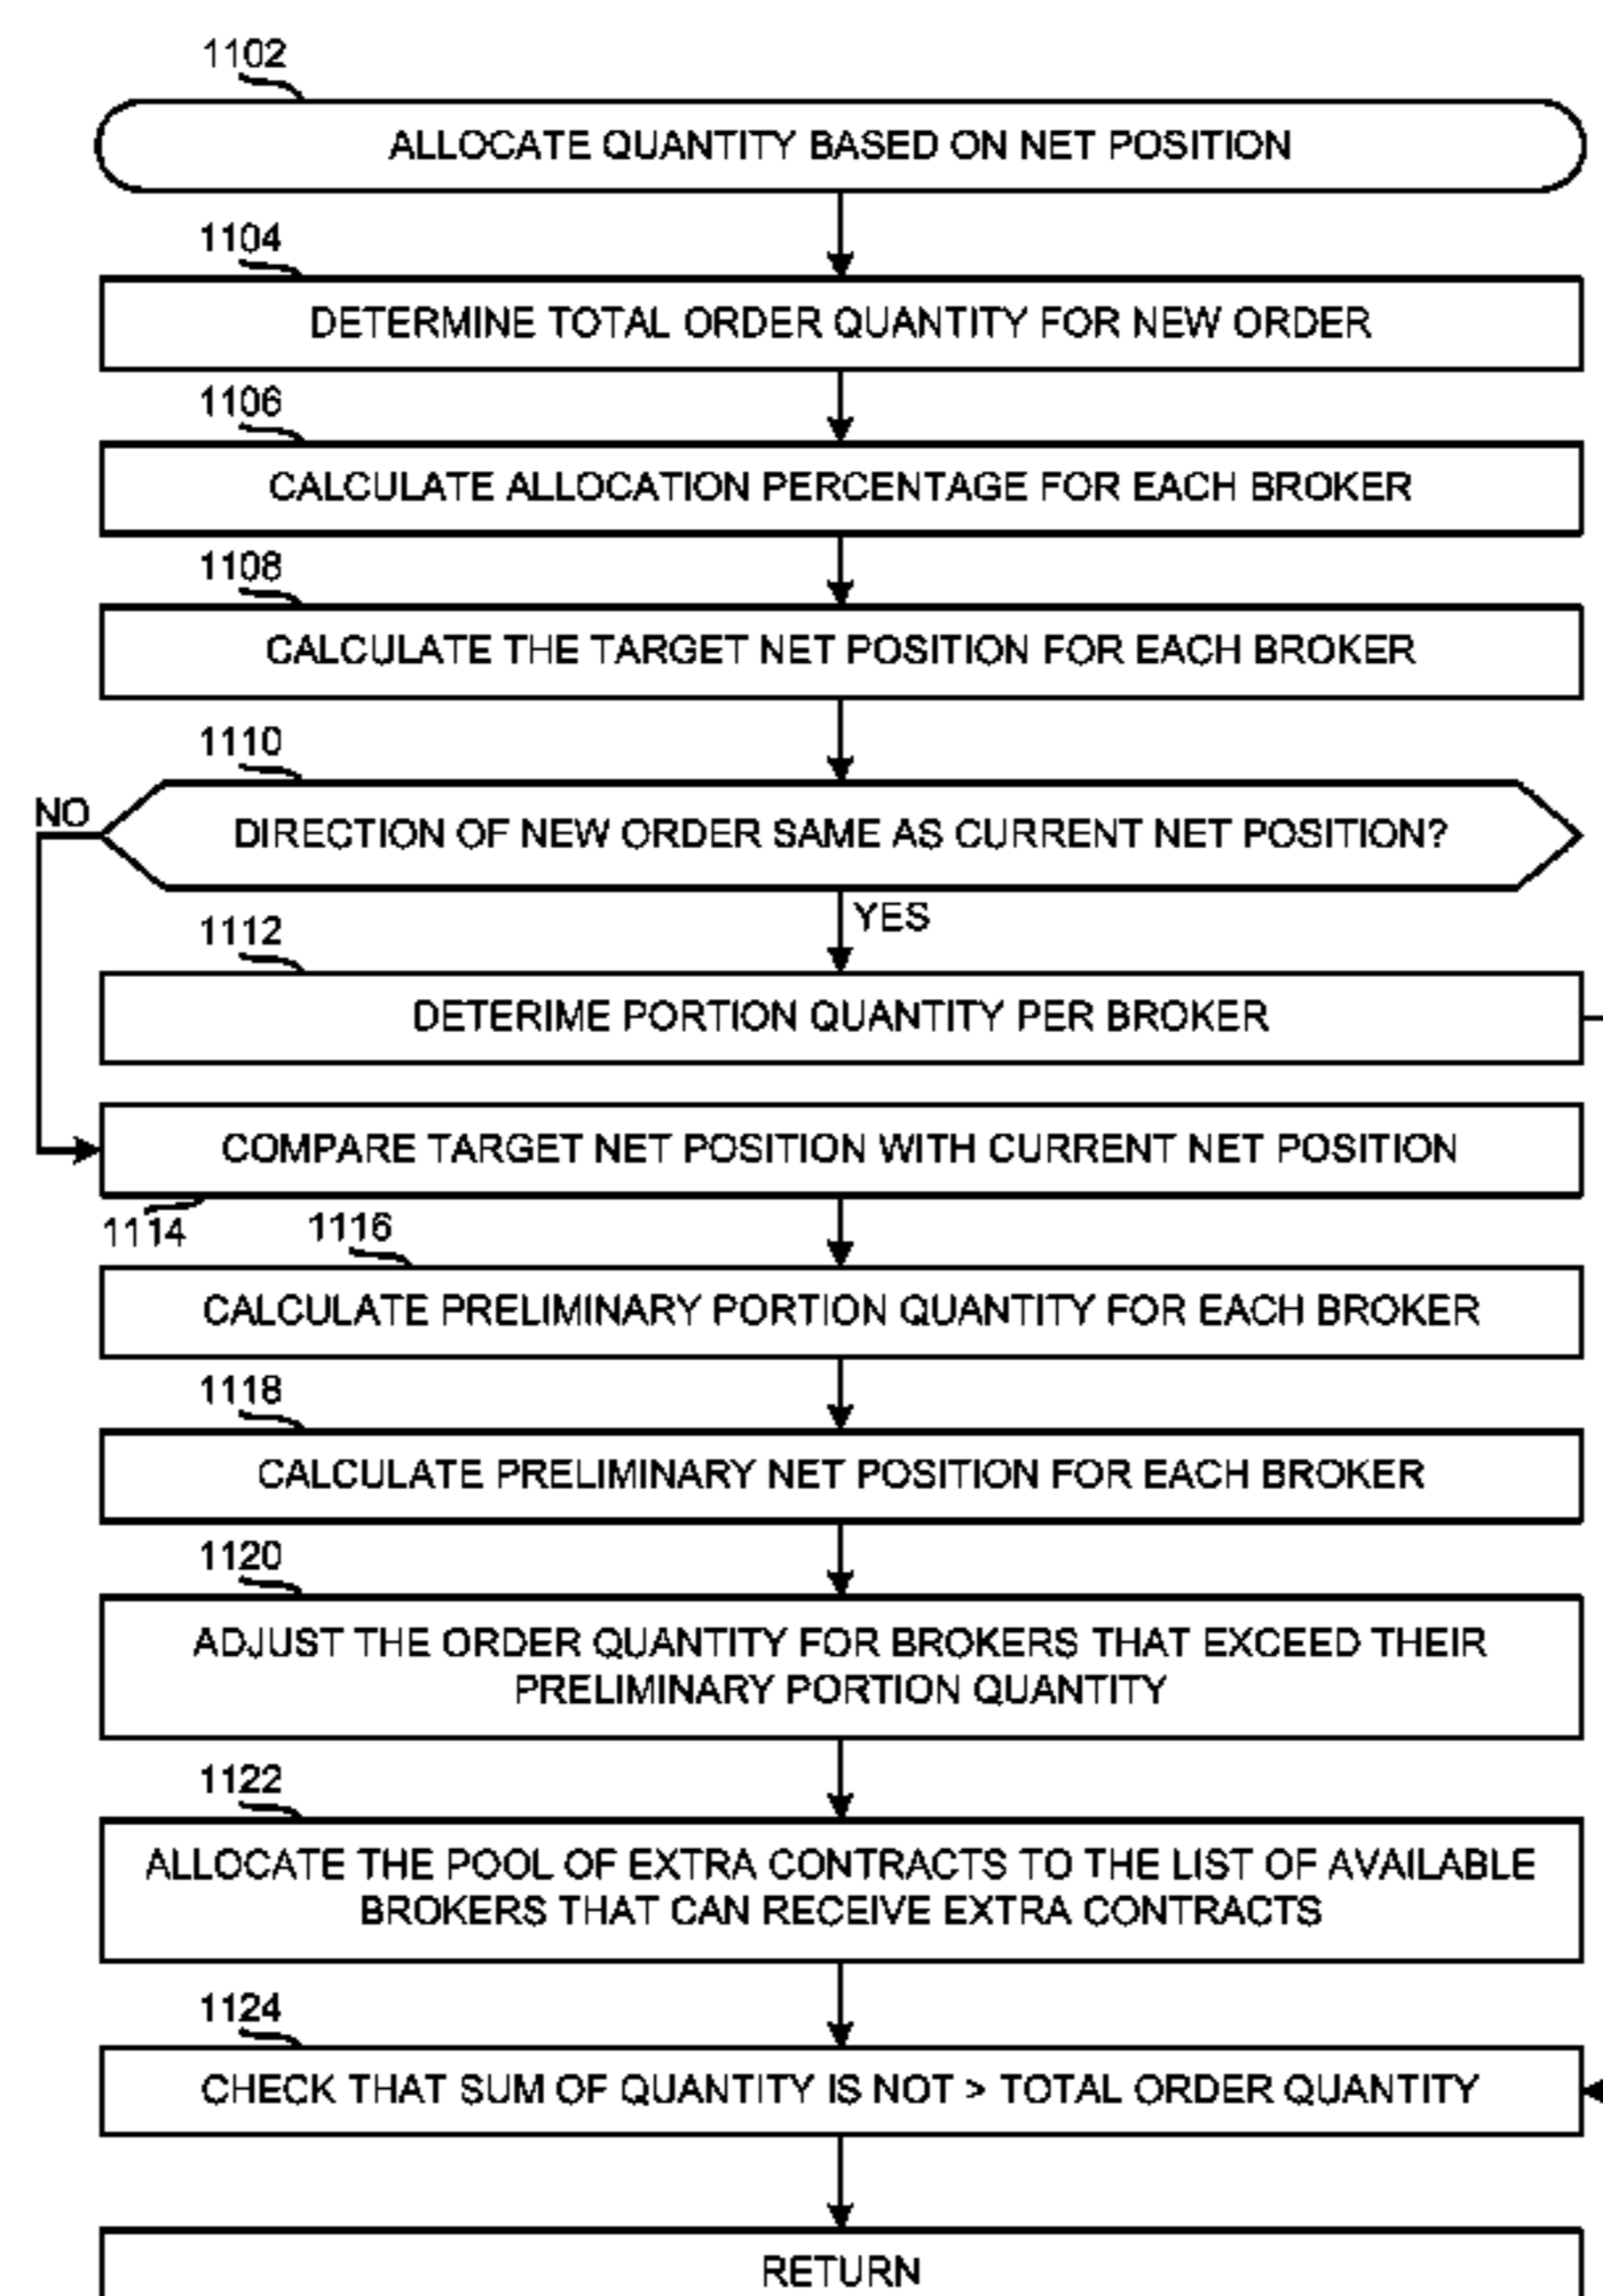 1102
ALLOCATE QUANTITY BASED ON NET POSITION
1104
DETERMINE TOTAL ORDER QUANTITY FOR NEW ORDER
1106
CALCULATE ALLOCATION PERCENTAGE FOR EACH BROKER
1108
CALCULATE THE TARGET NET POSITION FOR EACH BROKER
1110
NO
DIRECTION OF NEW ORDER SAME AS CURRENT NET POSITION?
YES
1112
DETERIME PORTION QUANTITY PER BROKER
COMPARE TARGET NET POSITION WITH CURRENT NET POSITION
1114
1116
CALCULATE PRELIMINARY PORTION QUANTITY FOR EACH BROKER
1118
CALCULATE PRELIMINARY NET POSITION FOR EACH BROKER
1120
ADJUST THE ORDER QUANTITY FOR BROKERS THAT EXCEED THEIR
PRELIMINARY PORTION QUANTITY
1122
ALLOCATE THE POOL OF EXTRA CONTRACTS TO THE LIST OF AVAILABLE
BROKERS THAT CAN RECEIVE EXTRA CONTRACTS
1124
CHECK THAT SUM OF QUANTITY IS NOT > TOTAL ORDER QUANTITY
RETURN